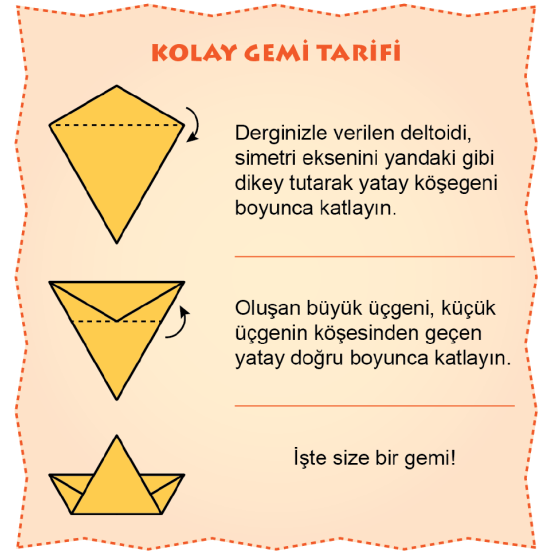 KOLAY GEMİ TARİFİ
Derginizle verilen deltoidi,
simetri eksenini yandaki gibi
dikey tutarak yatay köşegeni
boyunca katlayın.
Oluşan büyük üçgeni, küçük
üçgenin köşesinden geçen
yatay doğru boyunca katlayın.
İşte size bir gemi!